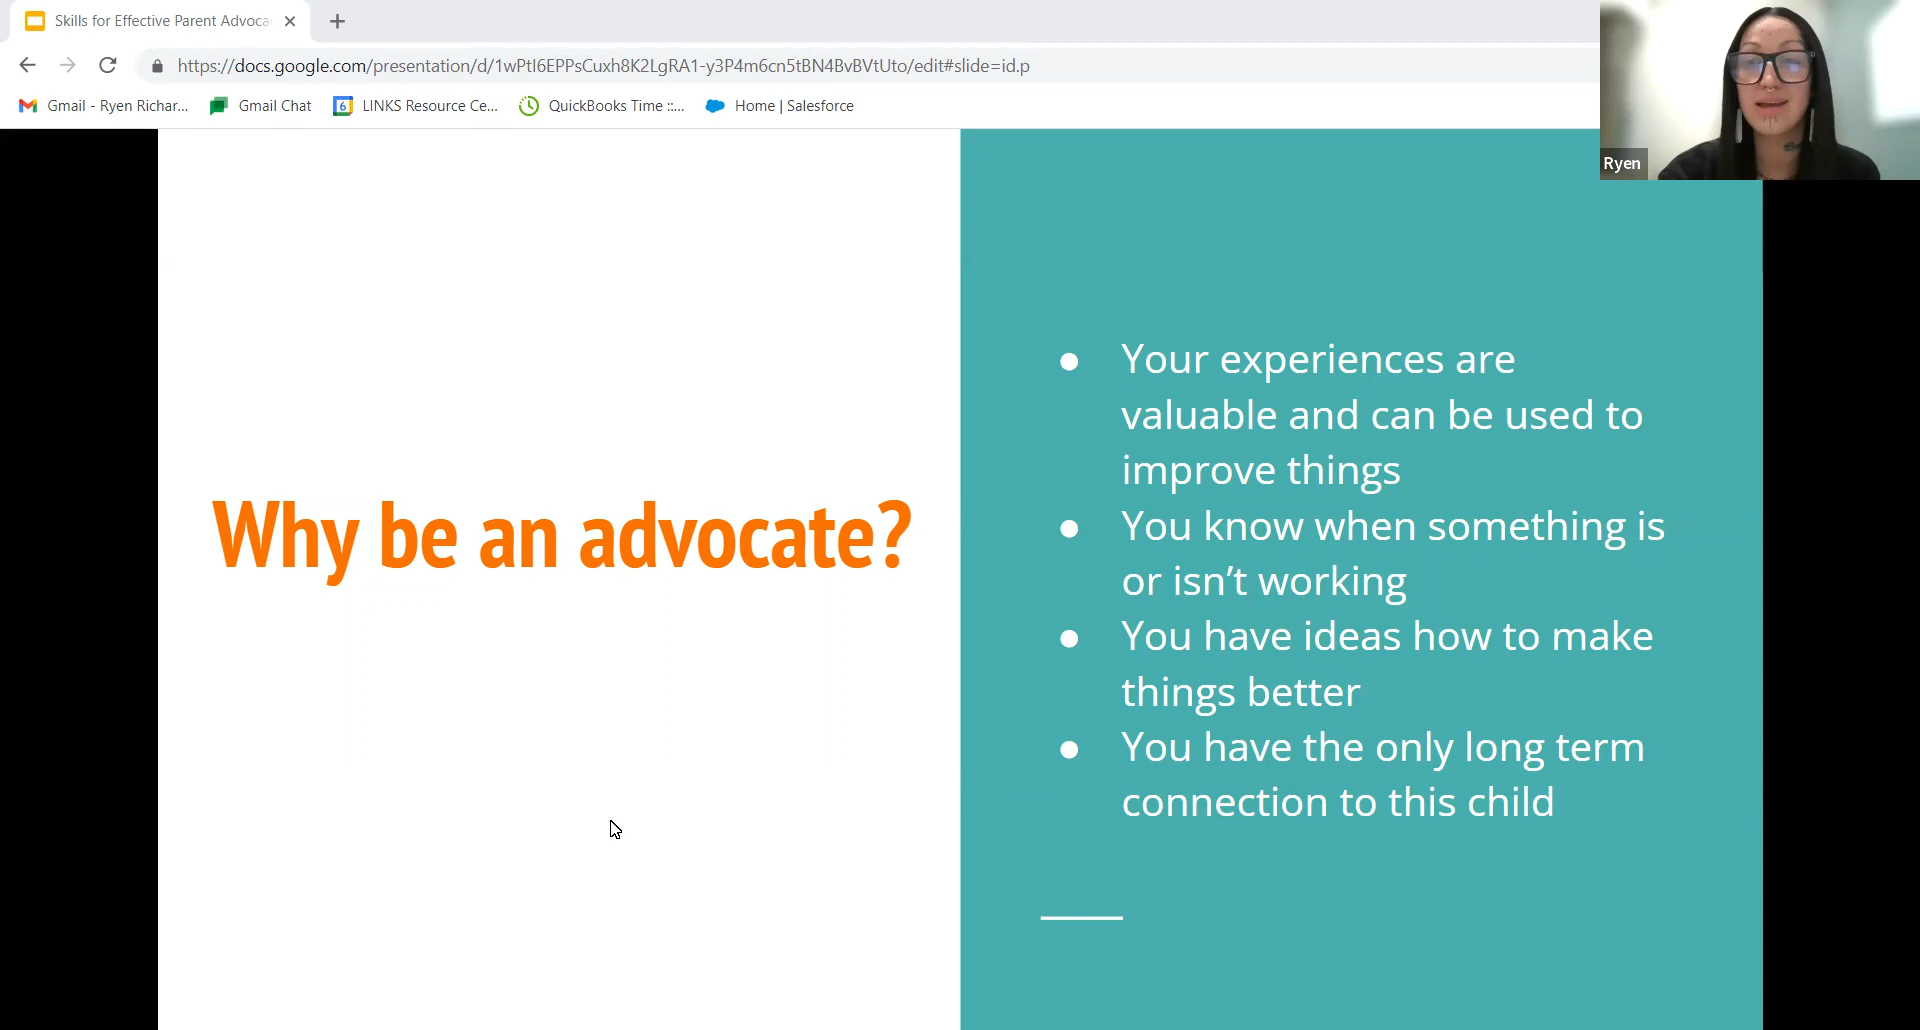 Skills for Effective Parent Advoca
https://docs.google.com/presentation/d/1wPtI6EPPsCuxh8K2LgRA1-y3P4m6cn5tBN4BvBVtUto/edit#slide=id.p
Gmail - Ryen Richar... Gmail Chat 6 LINKS Resource Ce... QuickBooks Time ::... Home | Salesforce
Ryen
Why be an advocate?
● Your experiences are
valuable and can be used to
improve things
● You know when something is
or isn’t working
● You have ideas how to make
things better
● You have the only long term
connection to this child